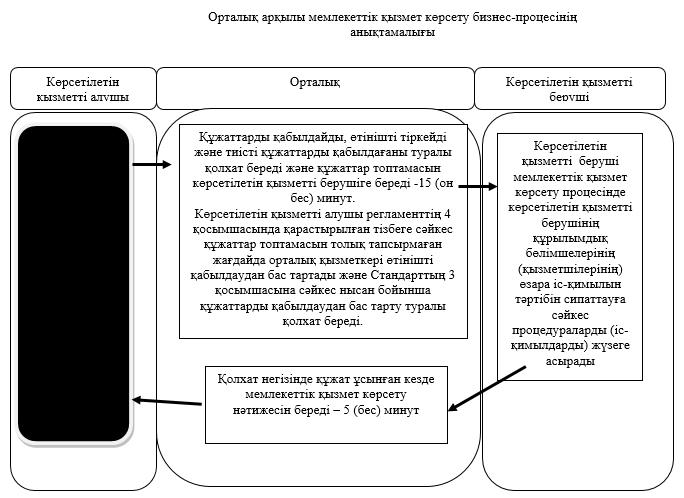 Орталық арқылы мемлекеттік қызмет көрсету бизнес-процесінің
анықтамалығы
Көрсетілетін
қызметті алушы
Орталық
Көрсетілетін қызметті
беруші
Құжаттарды қабылдайды, өтінішті тіркейді
және тиісті құжаттарды қабылдағаны туралы
қолхат береді және құжаттар топтамасын
көрсетілетін қызметті берушіге береді -15 (он
бес) минут.
Көрсетілетін қызметті алушы регламенттің 4
қосымшасында қарастырылған тізбеге сәйкес
құжаттар топтамасын толық тапсырмаған
жағдайда орталық қызметкері өтінішті
қабылдаудан бас тартады және Стандарттың 3
қосымшасына сәйкес нысан бойынша
құжаттарды қабылдаудан бас тарту туралы
қолхат береді.
Көрсетілетін
қызметті беруші
мемлекеттік қызмет
көрсету процесінде
көрсетілетін қызметті
берушінің
құрылымдық
бөлімшелерінің
(қызметшілерінің)
өзара іс-қимылын
тәртібін сипаттауға
сәйкес
процедураларды (іс-
қимылдарды) жүзеге
асырады
Қолхат негізінде құжат ұсынған кезде
мемлекеттік қызмет көрсету
нәтижесін береді – 5 (бес) минут